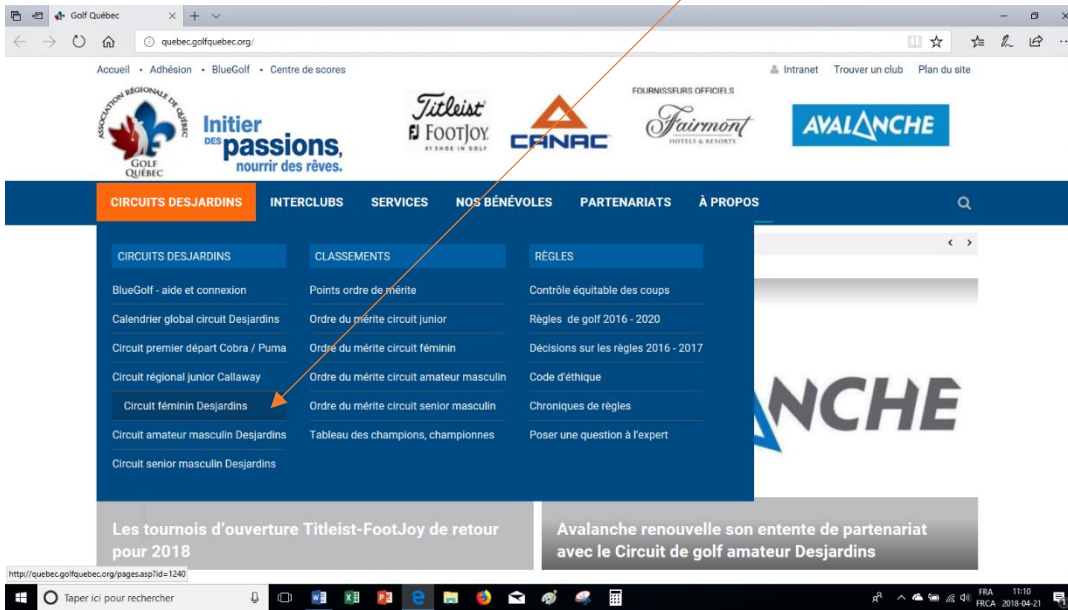 Golf Québec
quebec.golfquebec.org/
Accueil • Adhésion • BlueGolf • Centre de scores
Intranet Trouver un club Plan du site
ASSOCIATION RÉGIONALE DE QUÉBEC
GOLF
QUÉBEC
Initier
DES passions,
nourrir des rêves.
Titleist
FOOTJOY
#1 SHOE IN GOLF
CANAC
FOURNISSEURS OFFICIELS
Fairmont
HOTELS & RESORTS
AVALANCHE
CIRCUITS DESJARDINS INTERCLUBS SERVICES NOS BÉNÉVOLES PARTENARIATS À PROPOS
CIRCUITS DESJARDINS
BlueGolf - aide et connexion
Calendrier global circuit Desjardins
Circuit premier départ Cobra / Puma
Circuit régional junior Callaway
Circuit féminin Desjardins
Circuit amateur masculin Desjardins
Circuit senior masculin Desjardins
CLASSEMENTS
Points ordre de mérite
Ordre du mérite circuit junior
Ordre du mérite circuit féminin
Ordre du mérite circuit amateur masculin
Ordre du mérite circuit senior masculin
Tableau des champions, championnes
RÈGLES
Contrôle équitable des coups
Règles de golf 2016 - 2020
Décisions sur les règles 2016 - 2017
Code d'éthique
Chroniques de règles
Poser une question à l'expert
NCHE
Les tournois d'ouverture Titleist-FootJoy de retour
pour 2018
Avalanche renouvelle son entente de partenariat
avec le Circuit de golf amateur Desjardins
http://quebec.golfquebec.org/pages.asp?id=1240
Taper ici pour rechercher
FRA 11:10
FRCA 2018-04-21